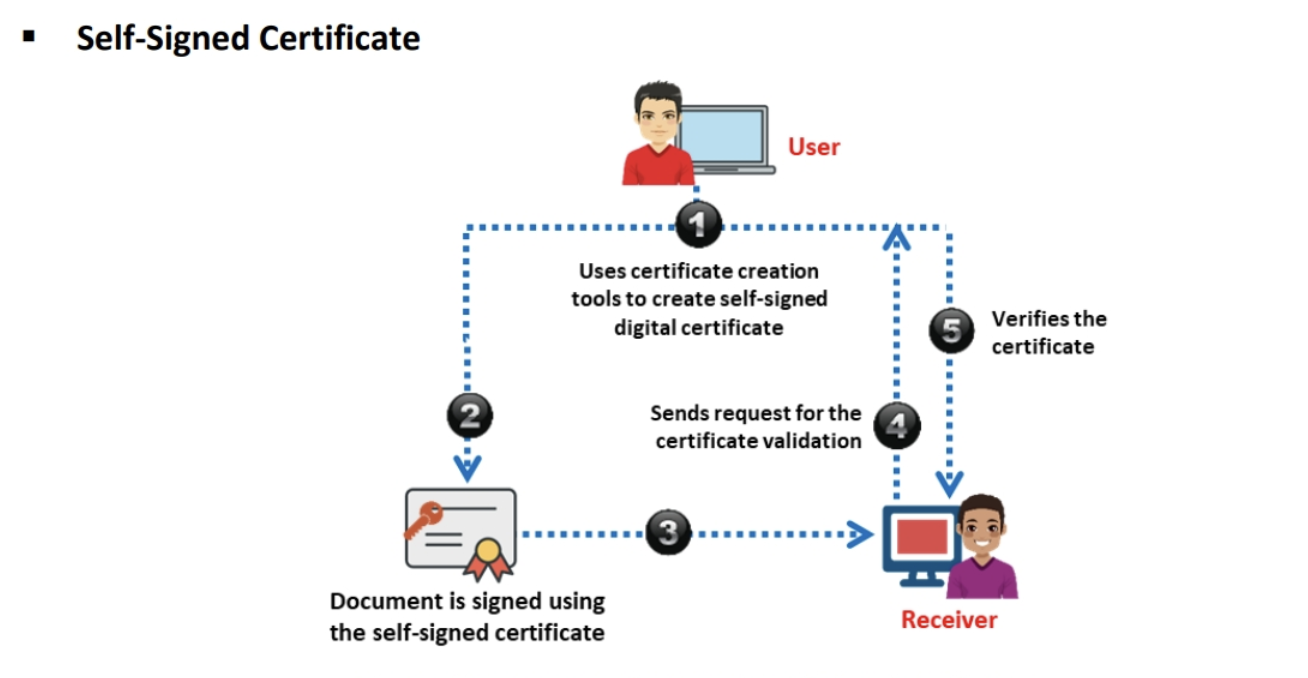 ▪ Self-Signed Certificate
User
1
Uses certificate creation
tools to create self-signed
digital certificate
5
Verifies the
certificate
2
Sends request for the
certificate validation
4
3
Document is signed using
the self-signed certificate
Receiver